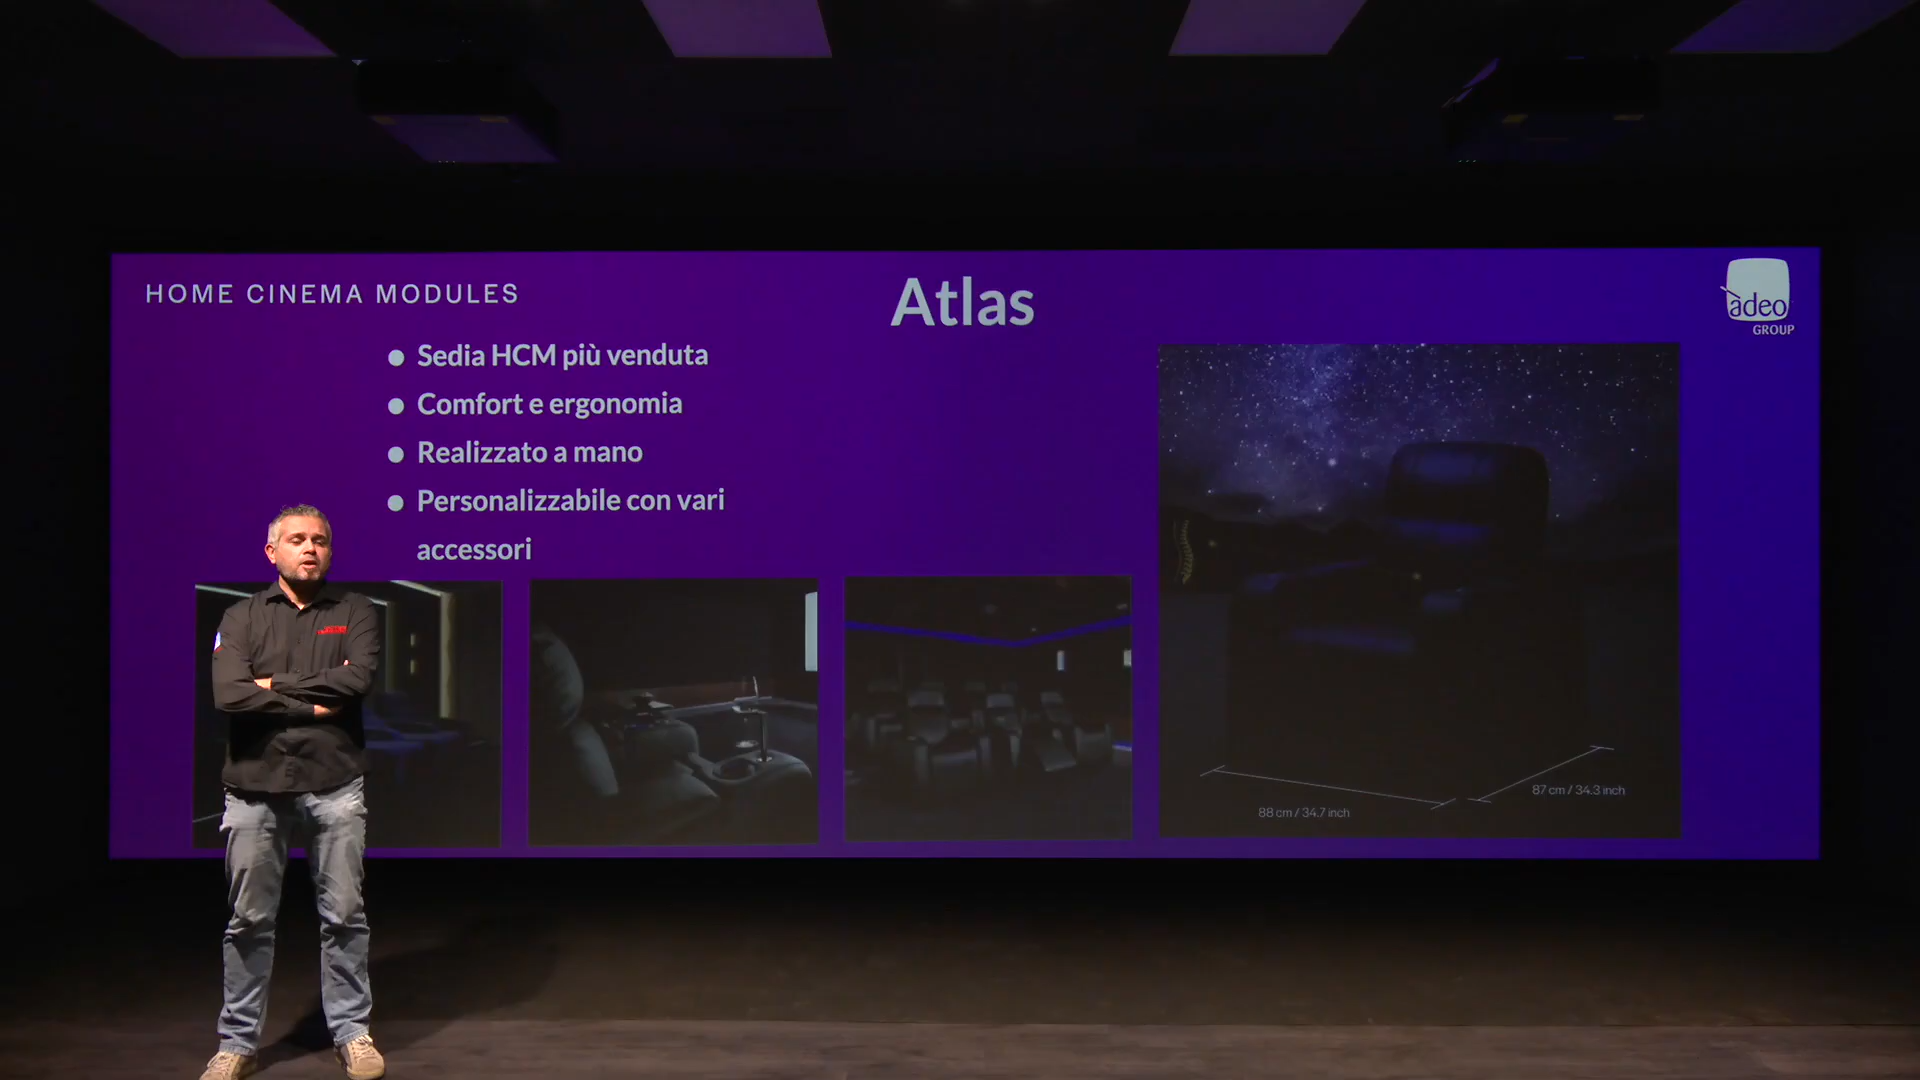 HOME CINEMA MODULES
Atlas
adeo
GROUP
● Sedia HCM più venduta
● Comfort e ergonomia
● Realizzato a mano
● Personalizzabile con vari
accessori
88 cm / 34.7 inch
87 cm / 34.3 inch